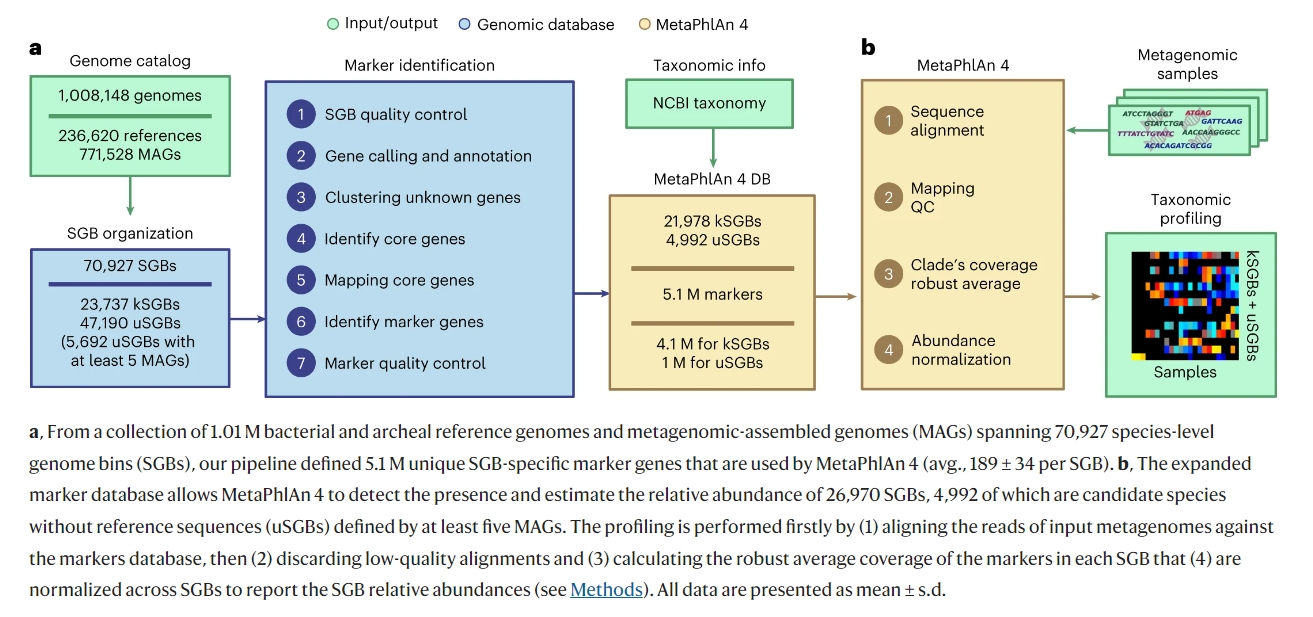 Input/output Genomic database MetaPhlAn 4
a
Genome catalog
1,008,148 genomes
236,620 references
771,528 MAGs
SGB organization
70,927 SGBs
23,737 kSGBs
47,190 uSGBs
(5,692 uSGBs with
at least 5 MAGs)
Marker identification
1 SGB quality control
2 Gene calling and annotation
3 Clustering unknown genes
4 Identify core genes
5 Mapping core genes
6 Identify marker genes
7 Marker quality control
Taxonomic info
NCBI taxonomy
MetaPhlAn 4 DB
21,978 kSGBs
4,992 uSGBs
5.1 M markers
4.1 M for kSGBs
1 M for uSGBs
b
MetaPhlAn 4
1 Sequence
alignment
2 Mapping
QC
3 Clade's coverage
robust average
4 Abundance
normalization
Metagenomic
samples
ATCCTAGGGT ATGAG
GTATCTGA GATTCAAG
TTTATCTGTATC AACCAAGGGCC
ACACAGATCGCGG
Taxonomic
profiling
kSGBs + uSGBs
Samples
a, From a collection of 1.01 M bacterial and archeal reference genomes and metagenomic-assembled genomes (MAGs) spanning 70,927 species-level
genome bins (SGBs), our pipeline defined 5.1 M unique SGB-specific marker genes that are used by MetaPhlAn 4 (avg., 189 ± 34 per SGB). b, The expanded
marker database allows MetaPhlAn 4 to detect the presence and estimate the relative abundance of 26,970 SGBs, 4,992 of which are candidate species
without reference sequences (uSGBs) defined by at least five MAGs. The profiling is performed firstly by (1) aligning the reads of input metagenomes against
the markers database, then (2) discarding low-quality alignments and (3) calculating the robust average coverage of the markers in each SGB that (4) are
normalized across SGBs to report the SGB relative abundances (see Methods). All data are presented as mean ± s.d.